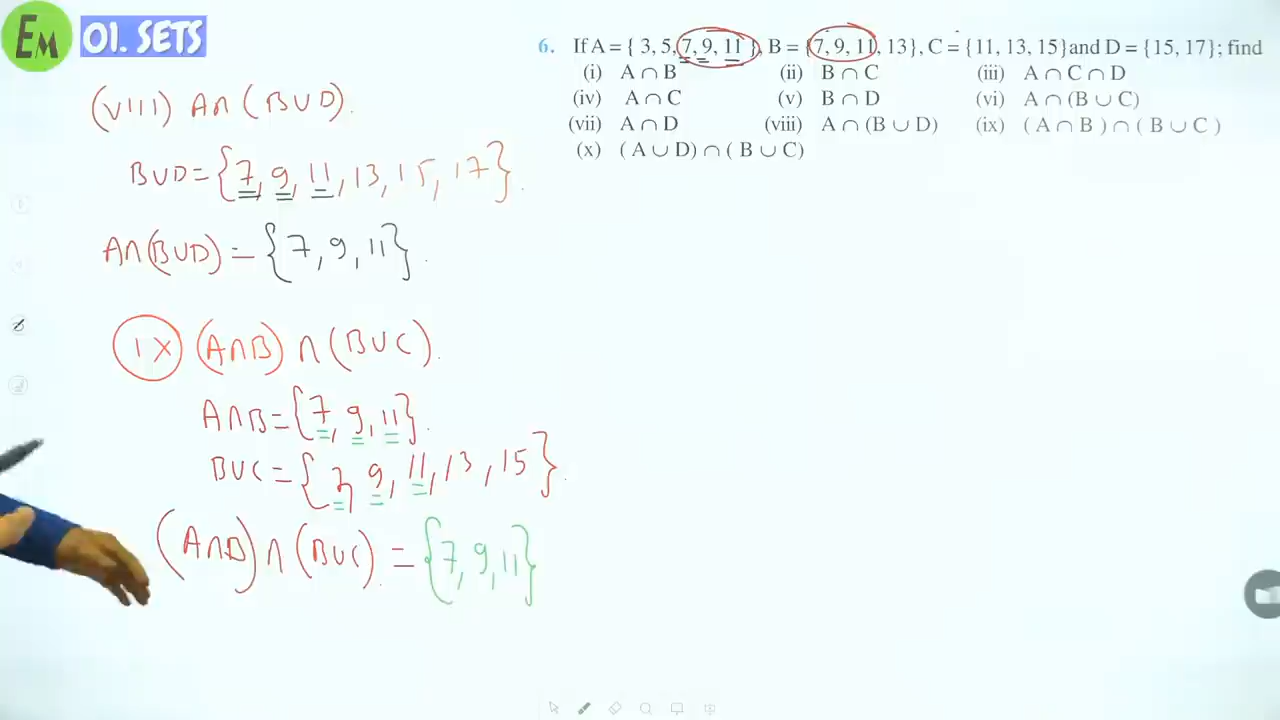 EM 01. SETS
6. If A = { 3, 5, 7, 9, 11 }, B = {7, 9, 11, 13}, C = {11, 13, 15}and D = {15, 17}; find
(i) A ∩ B (ii) B ∩ C (iii) A ∩ C ∩ D
(iv) A ∩ C (v) B ∩ D (vi) A ∩ (B ∪ C)
(vii) A ∩ D (viii) A ∩ (B ∪ D) (ix) ( A ∩ B ) ∩ ( B ∪ C )
(x) ( A ∪ D) ∩ ( B ∪ C)
(viii) A∩(B∪D).
B∪D={7, 9, 11, 13, 15, 17}.
A∩(B∪D)={7, 9, 11}.
ix (A∩B)∩(B∪C).
A∩B={7, 9, 11}.
B∪C={7, 9, 11, 13, 15}.
(A∩B)∩(B∪C).={7, 9, 11}